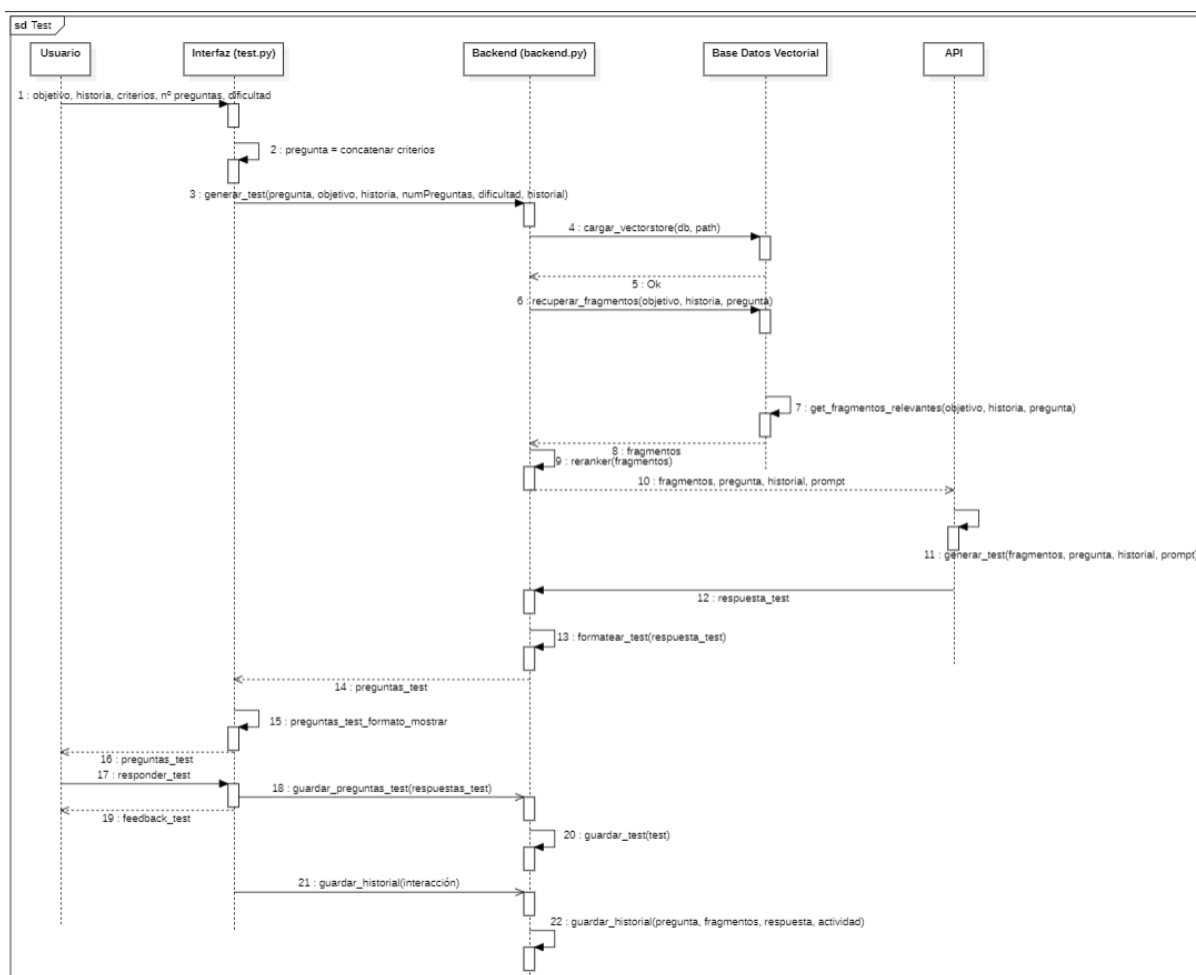 sd Test
Usuario
Interfaz (test.py)
Backend (backend.py)
Base Datos Vectorial
API
1 : objetivo, historia, criterios, nº preguntas, dificultad
2 : pregunta = concatenar criterios
3 : generar_test(pregunta, objetivo, historia, numPreguntas, dificultad, historial)
4 : cargar_vectorstore(db, path)
5 : Ok
6 : recuperar_fragmentos(objetivo, historia, pregunta)
7 : get_fragmentos_relevantes(objetivo, historia, pregunta)
8 : fragmentos
9 : reranker(fragmentos)
10 : fragmentos, pregunta, historial, prompt
11 : generar_test(fragmentos, pregunta, historial, prompt)
12 : respuesta_test
13 : formatear_test(respuesta_test)
14 : preguntas_test
15 : preguntas_test_formato_mostrar
16 : preguntas_test
17 : responder_test
18 : guardar_preguntas_test(respuestas_test)
19 : feedback_test
20 : guardar_test(test)
21 : guardar_historial(interacción)
22 : guardar_historial(pregunta, fragmentos, respuesta, actividad)